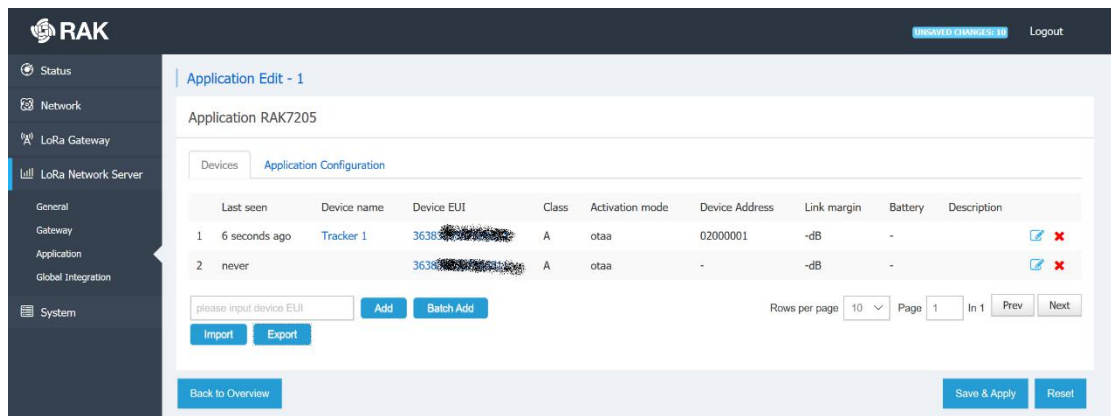 RAK
UNSAVED CHANGES: 10
Logout
Status
Network
LoRa Gateway
LoRa Network Server
General
Gateway
Application
Global Integration
System
Application Edit - 1
Application RAK7205
Devices
Application Configuration
Last seen Device name Device EUI Class Activation mode Device Address Link margin Battery Description
1 6 seconds ago Tracker 1 A otaa 02000001 -dB -
2 never A otaa - -dB -
please input device EUI
Add
Batch Add
Rows per page 10 Page 1 In 1 Prev Next
Import
Export
Back to Overview
Save & Apply
Reset